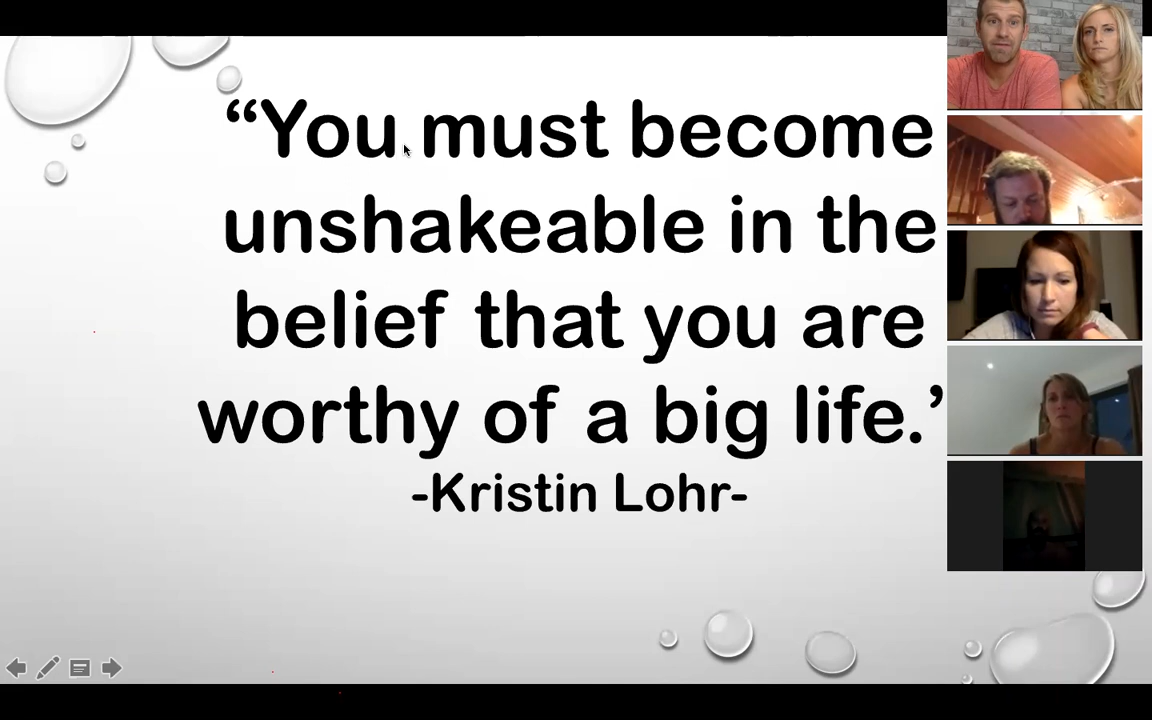 “You must become
unshakeable in the
belief that you are
worthy of a big life.’
-Kristin Lohr-